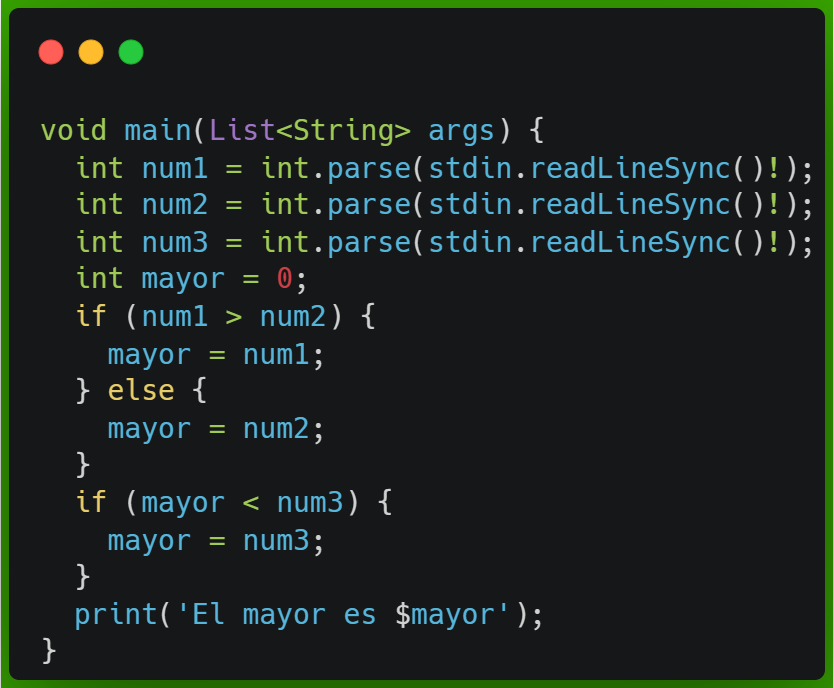 void main(List<String> args) {
  int num1 = int.parse(stdin.readLineSync()!);
  int num2 = int.parse(stdin.readLineSync()!);
  int num3 = int.parse(stdin.readLineSync()!);
  int mayor = 0;
  if (num1 > num2) {
    mayor = num1;
  } else {
    mayor = num2;
  }
  if (mayor < num3) {
    mayor = num3;
  }
  print('El mayor es $mayor');
}